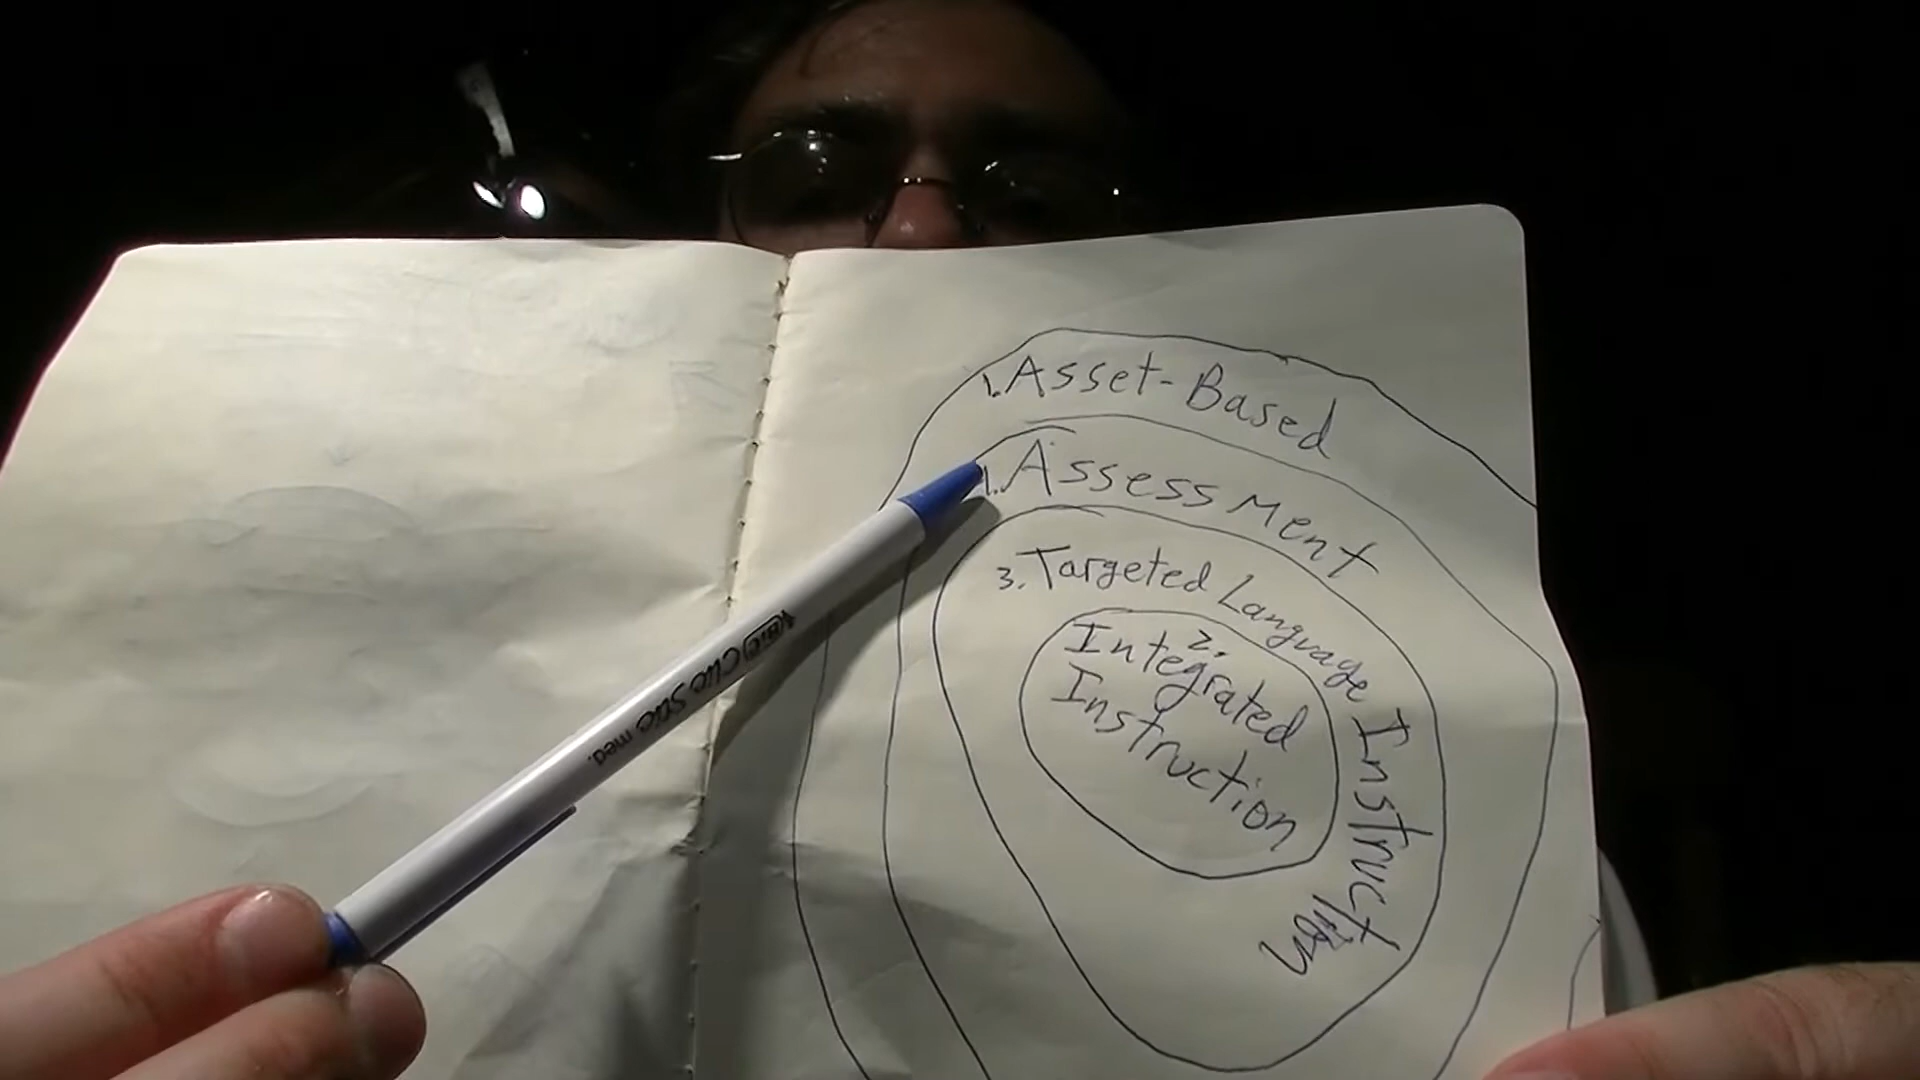 1. Asset-Based
1. Assessment
3. Targeted Language Instruction
2.
Integrated
Instruction
BIC Clic Stic med.